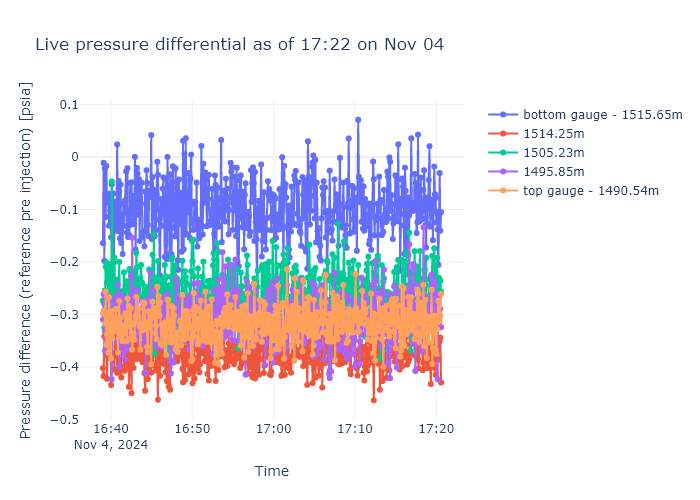 Live pressure differential as of 17:22 on Nov 04
Pressure difference (reference pre injection) [psia]
0.1
0
−0.1
−0.2
−0.3
−0.4
−0.5
16:40
16:50
17:00
17:10
17:20
Nov 4, 2024
Time
bottom gauge - 1515.65m
1514.25m
1505.23m
1495.85m
top gauge - 1490.54m